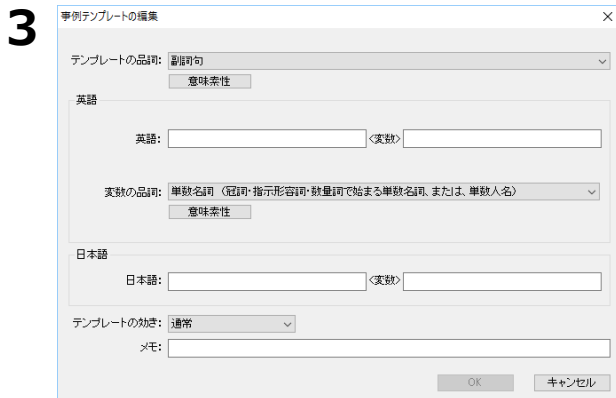 3
事例テンプレートの編集
テンプレートの品詞: 副詞句
意味素性
英語
英語: <変数>
変数の品詞: 単数名詞 (冠詞・指示形容詞・数量詞で始まる単数名詞、または、単数人名)
意味素性
日本語
日本語: <変数>
テンプレートの効き: 通常
メモ:
OK キャンセル